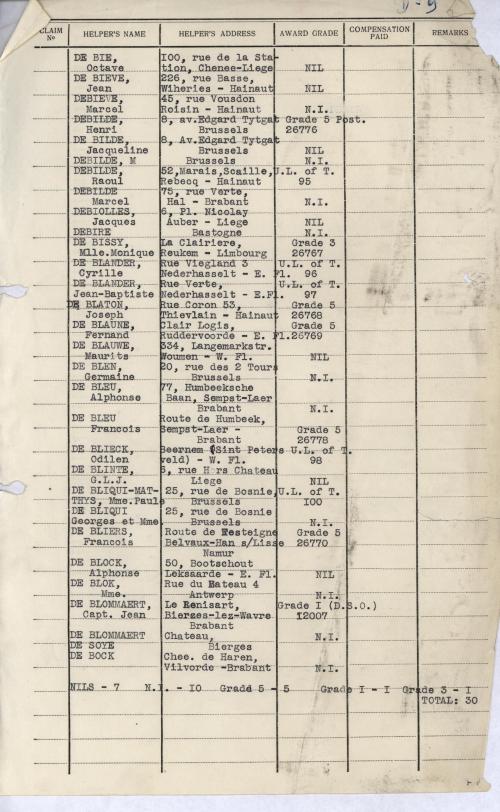 D-9
CLAIM No HELPER'S NAME HELPER'S ADDRESS AWARD GRADE COMPENSATION PAID REMARKS
DE BIE, 100, rue de la Sta-
Octave tion, Chenee-Liege NIL
DE BIEVE, 226, rue Basse,
Jean Wiheries - Hainaut NIL
DEBIEVE, 45, rue Vousdon
Marcel Roisin - Hainaut N.I.
DEBILDE, 8, av.Edgard Tytgat Grade 5 Post.
Henri Brussels 26776
DE BILDE, 8, Av.Edgard Tytgat
Jacqueline Brussels NIL
DEBILDE, M Brussels N.I.
DEBILDE, 52,Marais,Scaille,U.L. of T.
Raoul Rebecq - Hainaut 95
DEBILDE 75, rue Verte,
Marcel Hal - Brabant N.I.
DEBIOLLES, 6, Pl. Nicolay
Jacques Auber - Liege NIL
DEBIRE Bastogne N.I.
DE BISSY, La Clairiere, Grade 3
Mlle.Monique Reukem - Limbourg 26767
DE BLANDER, Rue Viegland 3 U.L. of T.
Cyrille Nederhasselt - E. Fl. 96
DE BLANDER, Rue Verte, U.L. of T.
Jean-Baptiste Nederhasselt - E.Fl. 97
DE BLATON, Rue Coron 53, Grade 5
Joseph Thievlain - Hainaut 26768
DE BLAUNE, Clair Logis, Grade 5
Fernand Ruddervoorde - E. Fl.26769
DE BLAUWE, 334, Langemarkstr.
Maurits Woumen - W. Fl. NIL
DE BLEN, 20, rue des 2 Tours
Germaine Brussels N.I.
DE BLEU, 77, Humbeeksche
Alphonse Baan, Sempst-Laer
Brabant N.I.
DE BLEU Route de Humbeek,
Francois Sempst-Laer - Grade 5
Brabant 26778
DE BLIECK, Beernem (Sint Peters U.L. of T.
Odilen veld) - W. Fl. 98
DE BLINTE, 6, rue Hors Chateau
G.L.J. Liege NIL
DE BLIQUI-MAT- 25, rue de Bosnie,U.L. of T.
THYS, Mme.Paule Brussels 100
DE BLIQUI 25, rue de Bosnie
Georges et Mme Brussels N.I.
DE BLIERS, Route de Resteigne Grade 5
Francois Belvaux-Han s/Lisse 26770
Namur
DE BLOCK, 50, Bootschout
Alphonse Leksaarde - E. Fl. NIL
DE BLOK, Rue du Bateau 4
Mme. Antwerp N.I.
DE BLOMMAERT, Le Renisart, Grade I (D.S.O.)
Capt. Jean Bierges-lez-Wavre 12007
Brabant
DE BLOMMAERT Chateau, N.I.
DE SOYE Bierges
DE BOCK Chee. de Haren,
Vilvorde -Brabant N.I.
NILS - 7 N.I. - IO Grade 5 - 5 Grade I - I Grade 3 - I
TOTAL: 30